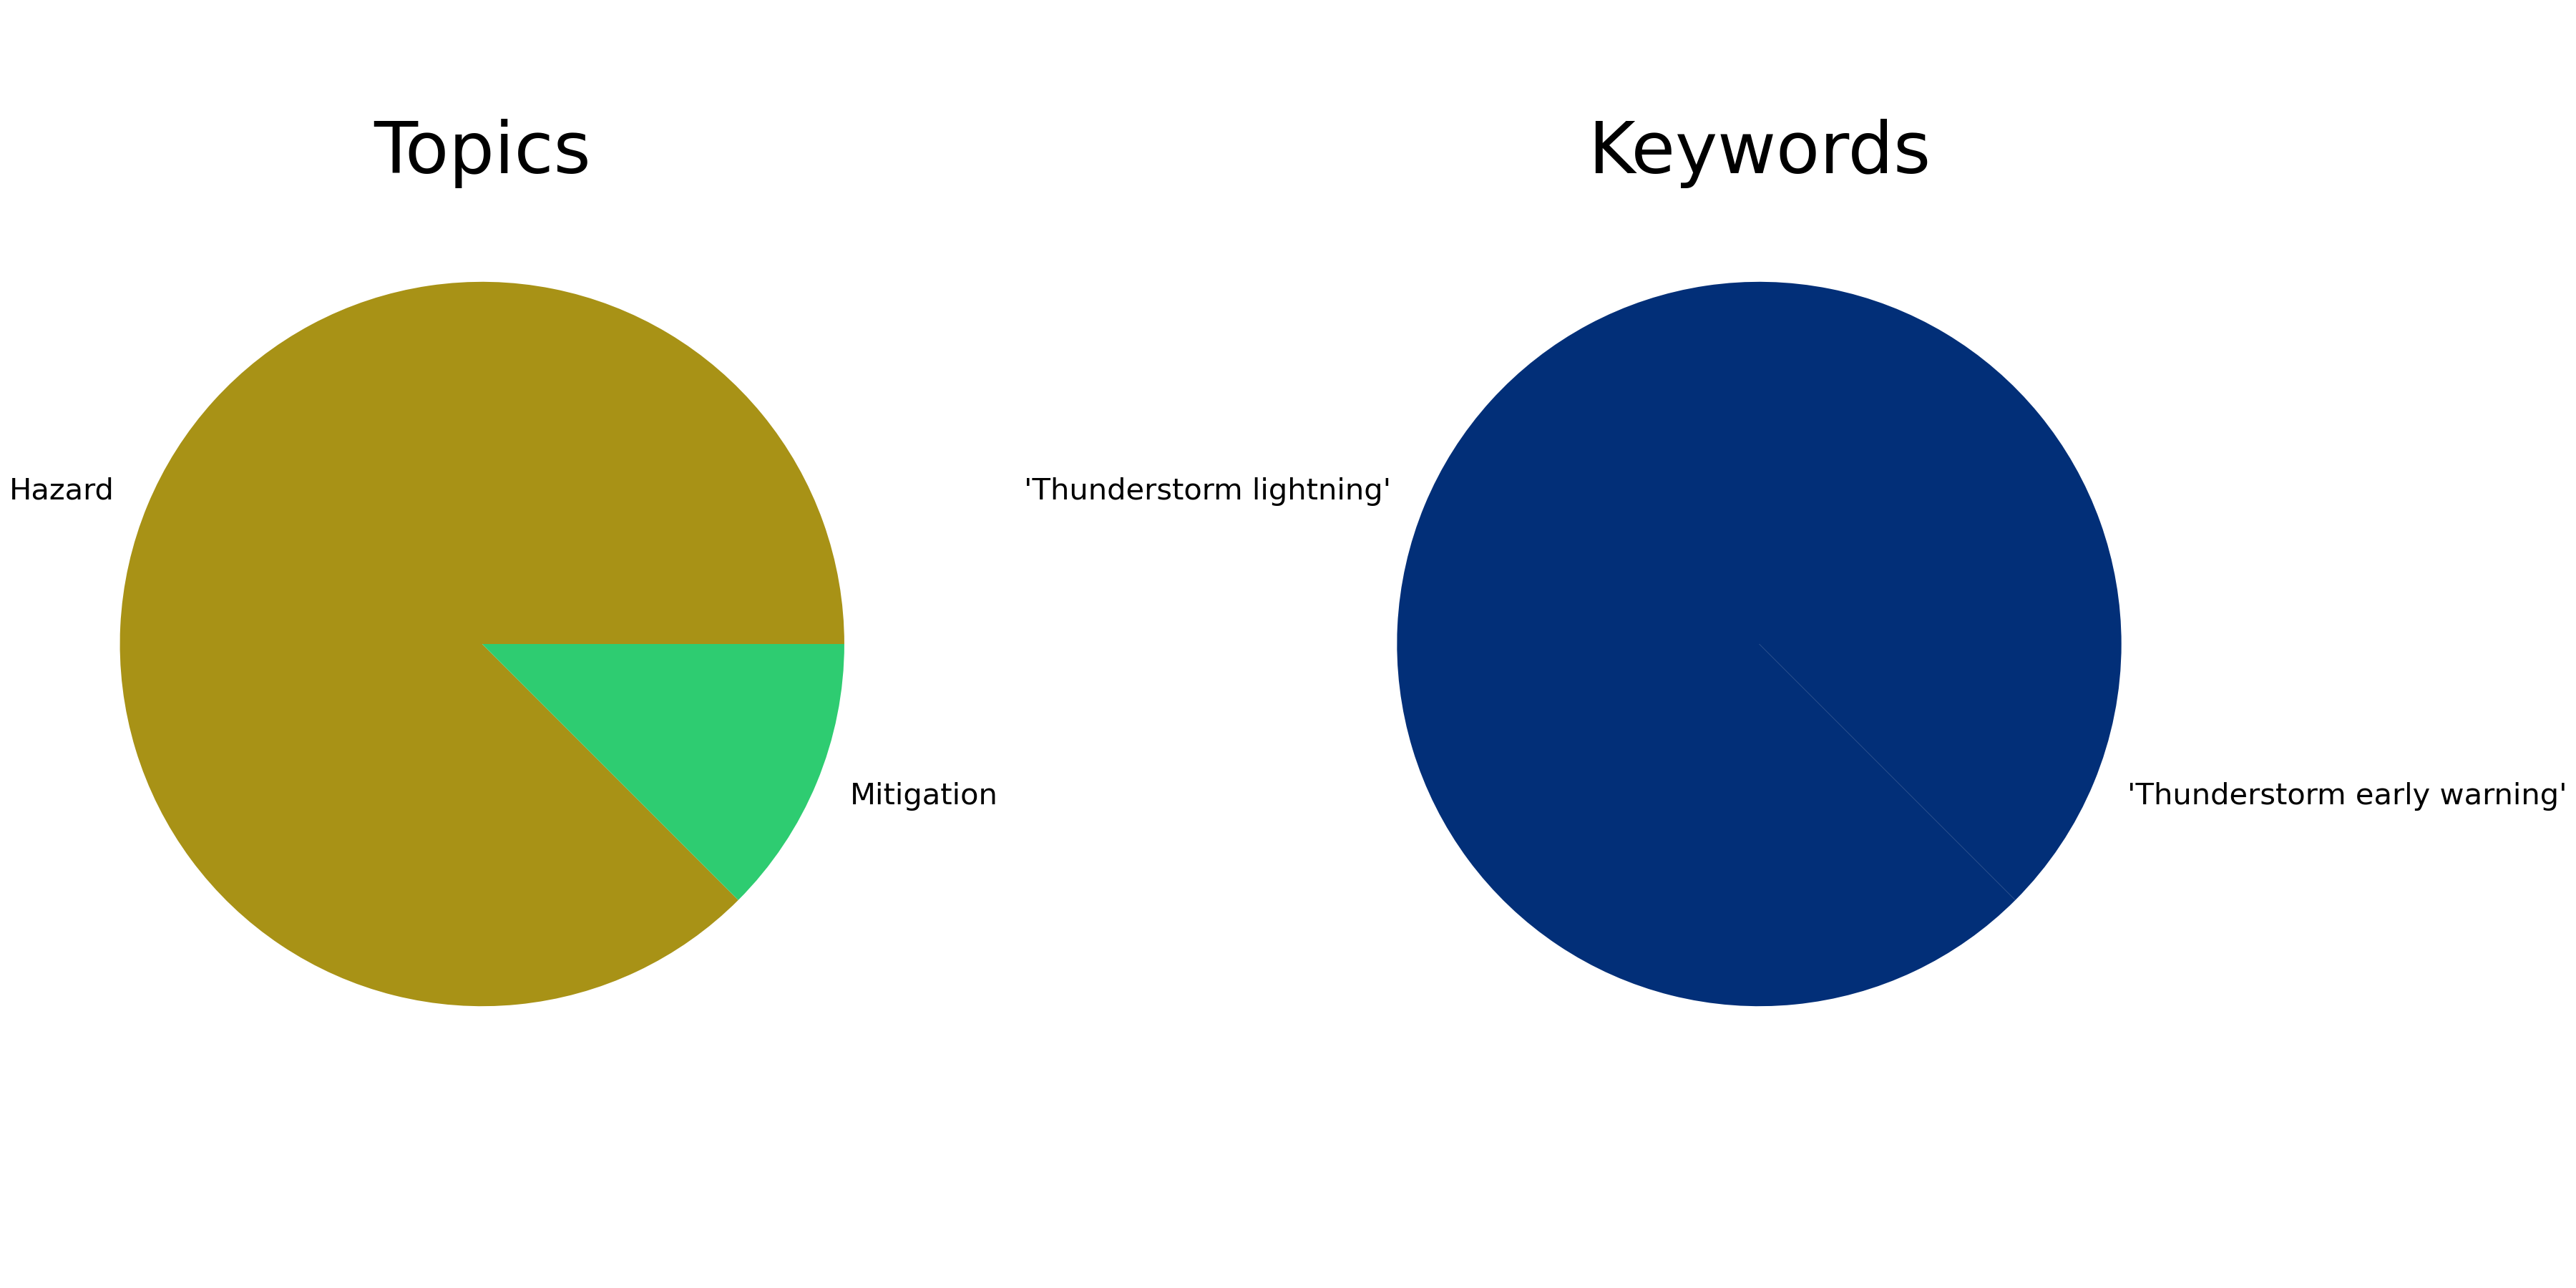 Topics
Hazard
Mitigation
Keywords
'Thunderstorm lightning'
'Thunderstorm early warning'